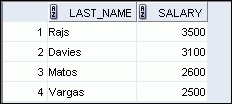 LAST_NAME SALARY
1 Rajs 3500
2 Davies 3100
3 Matos 2600
4 Vargas 2500